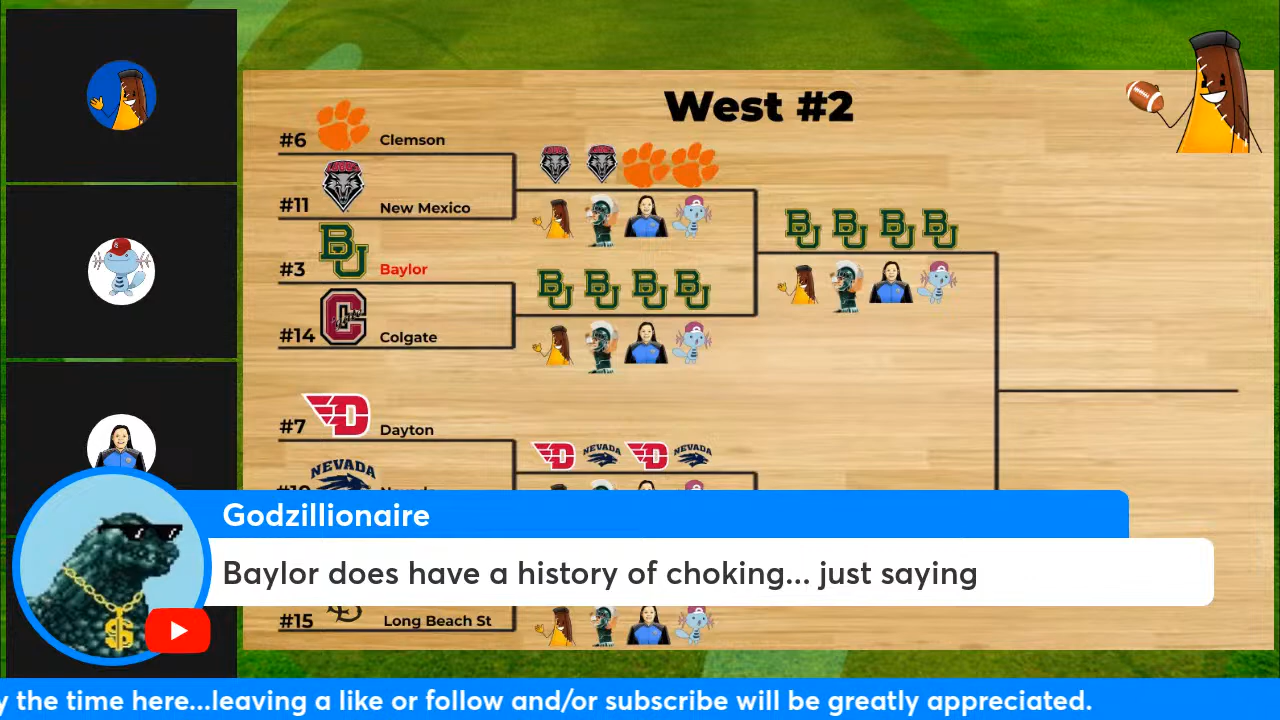 West #2
#6 Clemson
#11 New Mexico
#3 Baylor
#14 Colgate
#7 Dayton
NEVADA
NEVADA NEVADA
#15 Long Beach St
Godzillionaire
Baylor does have a history of choking... just saying
the time here...leaving a like or follow and/or subscribe will be greatly appreciated.